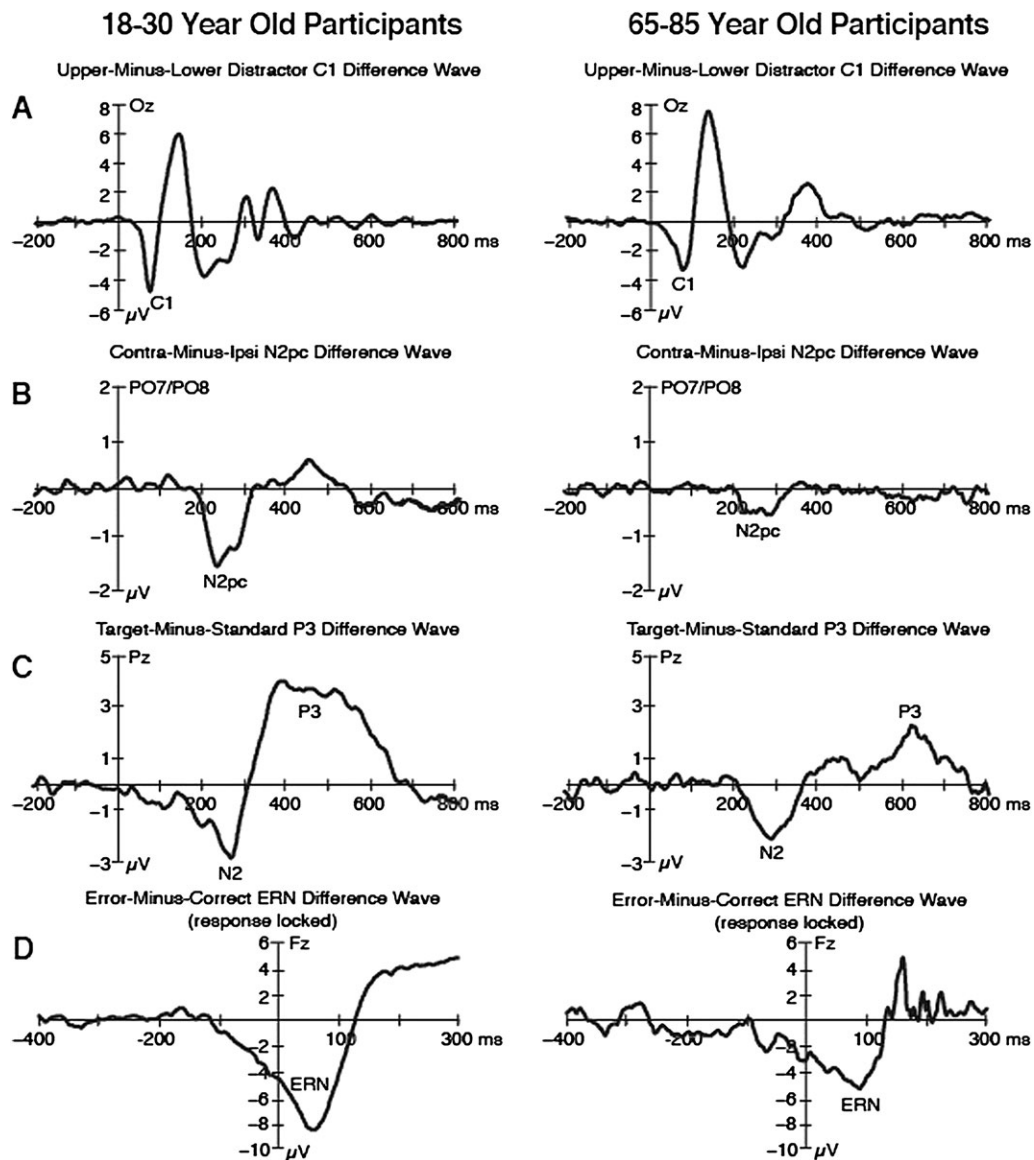 18-30 Year Old Participants
65-85 Year Old Participants
A
Upper-Minus-Lower Distractor C1 Difference Wave
8
Oz
6
4
2
0
-200
200
400
600
800 ms
-2
-4
C1
-6
µV
Upper-Minus-Lower Distractor C1 Difference Wave
8
Oz
6
4
2
0
-200
200
400
600
800 ms
-2
C1
-4
-6
µV
B
Contra-Minus-Ipsi N2pc Difference Wave
2
PO7/PO8
1
0
-200
200
400
600
800 ms
-1
N2pc
-2
µV
Contra-Minus-Ipsi N2pc Difference Wave
2
PO7/PO8
1
0
-200
200
400
600
800 ms
N2pc
-1
-2
µV
C
Target-Minus-Standard P3 Difference Wave
5
Pz
3
P3
1
-200
200
400
600
800 ms
-1
-3
µV
N2
Target-Minus-Standard P3 Difference Wave
5
Pz
3
P3
1
-200
200
400
600
800 ms
-1
N2
-3
µV
D
Error-Minus-Correct ERN Difference Wave
(response locked)
6
Fz
4
2
-400
-200
100
300 ms
-2
-4
ERN
-6
-8
-10
µV
Error-Minus-Correct ERN Difference Wave
(response locked)
6
Fz
4
2
-400
-200
100
300 ms
-2
-4
ERN
-6
-8
-10
µV